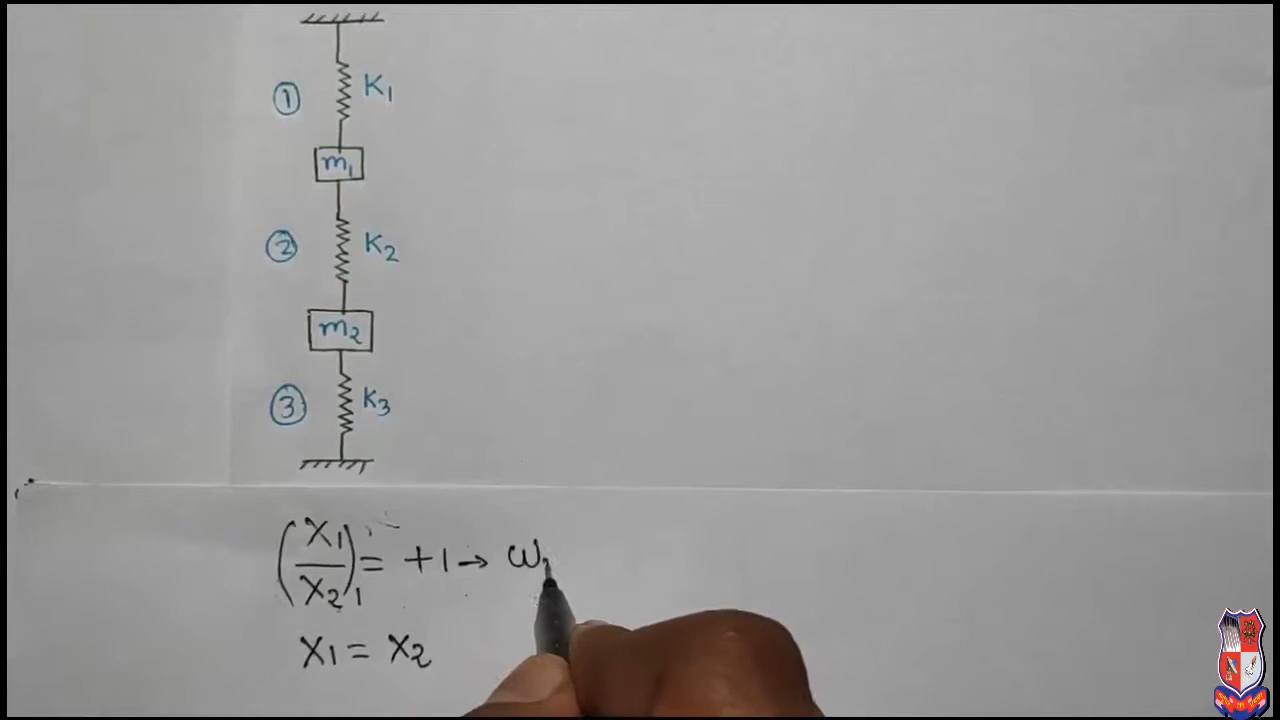 ① K1
m1
② K2
m2
③ K3
(X1/X2)1 = +1 → ω1
X1 = X2